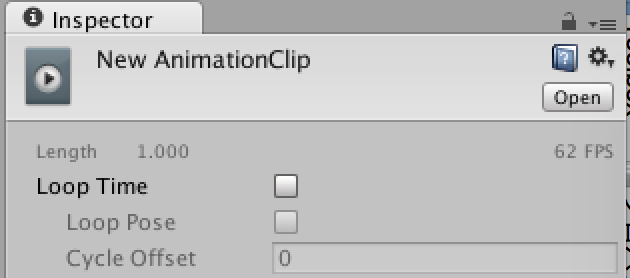 Inspector
New AnimationClip
Open
Length 1.000 62 FPS
Loop Time
Loop Pose
Cycle Offset 0